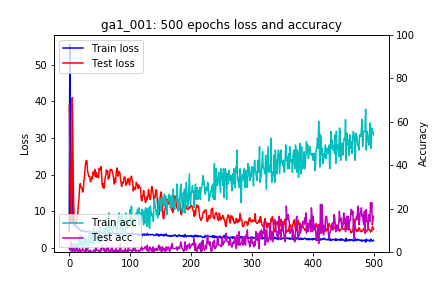 ga1_001: 500 epochs loss and accuracy
Train loss
Test loss
Train acc
Test acc
Loss
Accuracy
50
40
30
20
10
0
100
80
60
40
20
0
0
100
200
300
400
500